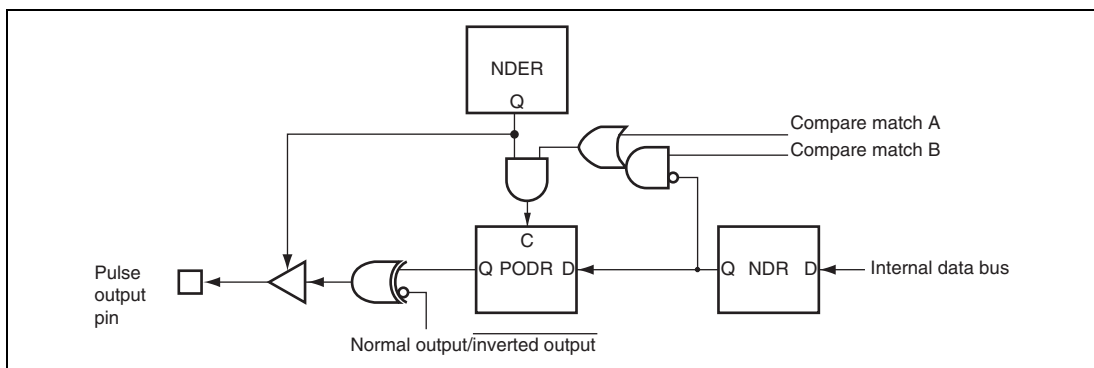 NDER
Q
Compare match A
Compare match B
C
Q PODR D
Q NDR D
Internal data bus
Pulse
output
pin
Normal output/inverted output